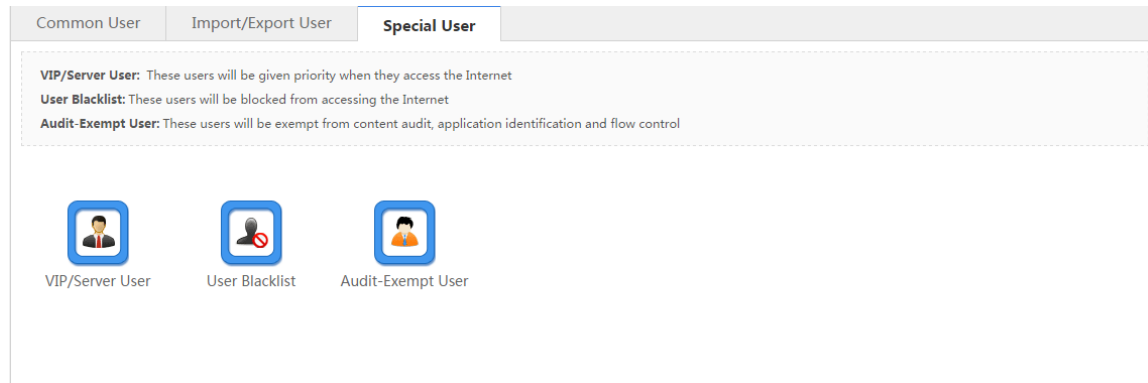 Common User
Import/Export User
Special User
VIP/Server User: These users will be given priority when they access the Internet
User Blacklist: These users will be blocked from accessing the Internet
Audit-Exempt User: These users will be exempt from content audit, application identification and flow control
VIP/Server User
User Blacklist
Audit-Exempt User